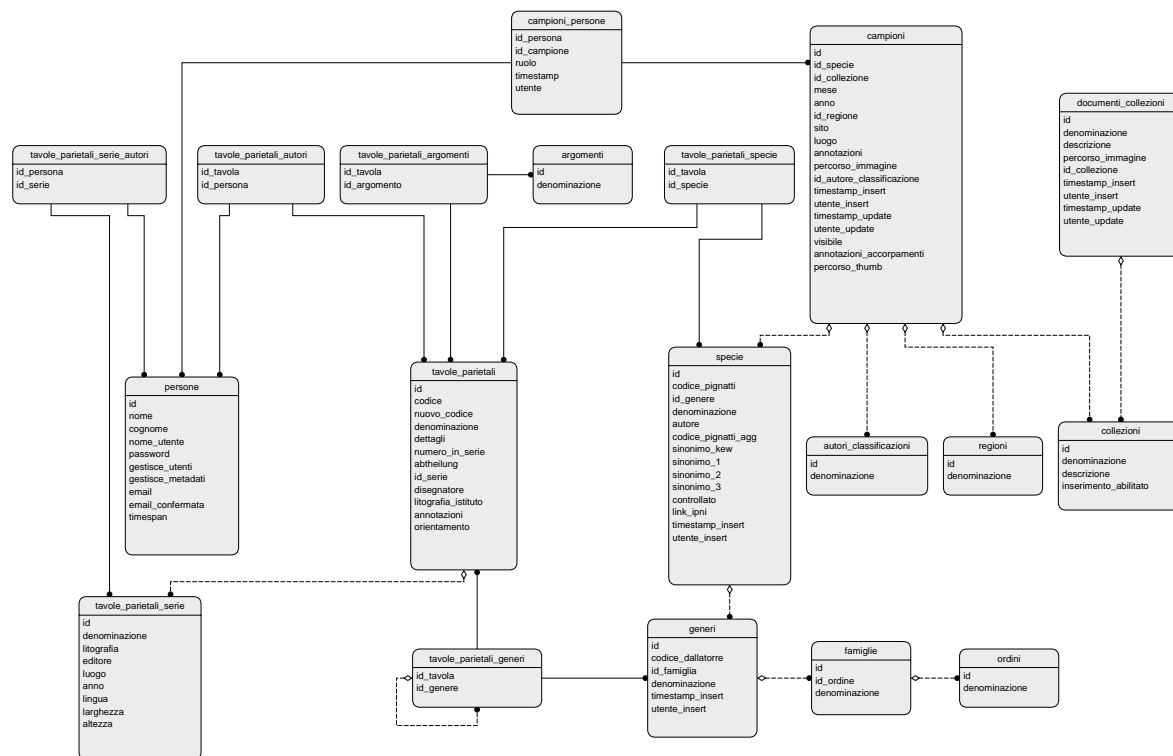 campioni_persone
id_persona
id_campione
ruolo
timestamp
utente
campioni
id
id_specie
id_collezione
mese
anno
id_regione
sito
luogo
annotazioni
percorso_immagine
id_autore_classificazione
timestamp_insert
utente_insert
timestamp_update
utente_update
visibile
annotazioni_accorpamenti
percorso_thumb
documenti_collezioni
id
denominazione
descrizione
percorso_immagine
id_collezione
timestamp_insert
utente_insert
timestamp_update
utente_update
tavole_parietali_serie_autori
id_persona
id_serie
tavole_parietali_autori
id_tavola
id_persona
tavole_parietali_argomenti
id_tavola
id_argomento
argomenti
id
denominazione
tavole_parietali_specie
id_tavola
id_specie
persone
id
nome
cognome
nome_utente
password
gestisce_utenti
gestisce_metadati
email
email_confermata
timespan
tavole_parietali
id
codice
nuovo_codice
denominazione
dettagli
numero_in_serie
abtheilung
id_serie
disegnatore
litografia_istituto
annotazioni
orientamento
specie
id
codice_pignatti
id_genere
denominazione
autore
codice_pignatti_agg
sinonimo_kew
sinonimo_1
sinonimo_2
sinonimo_3
controllato
link_ipni
timestamp_insert
utente_insert
autori_classificazioni
id
denominazione
regioni
id
denominazione
collezioni
id
denominazione
descrizione
inserimento_abilitato
tavole_parietali_serie
id
denominazione
litografia
editore
luogo
anno
lingua
larghezza
altezza
tavole_parietali_generi
id_tavola
id_genere
generi
id
codice_dallatorre
id_famiglia
denominazione
timestamp_insert
utente_insert
famiglie
id
id_ordine
denominazione
ordini
id
denominazione